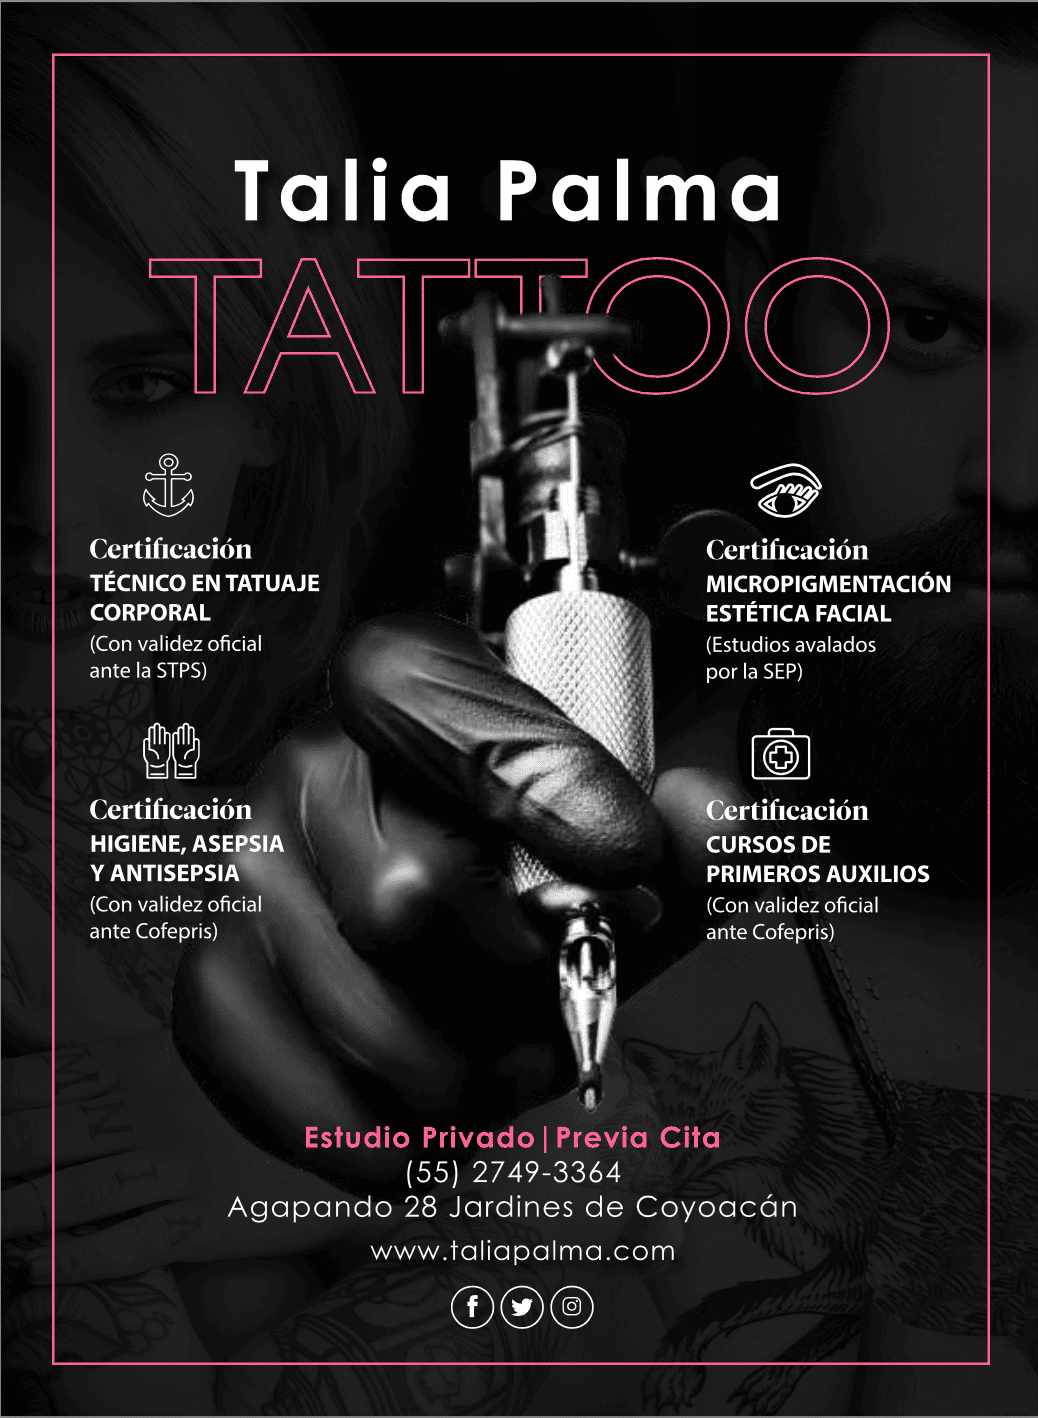 Talia Palma
TATTOO
Certificación
TÉCNICO EN TATUAJE
CORPORAL
(Con validez oficial
ante la STPS)
Certificación
MICROPIGMENTACIÓN
ESTÉTICA FACIAL
(Estudios avalados
por la SEP)
Certificación
HIGIENE, ASEPSIA
Y ANTISEPSIA
(Con validez oficial
ante Cofepris)
Certificación
CURSOS DE
PRIMEROS AUXILIOS
(Con validez oficial
ante Cofepris)
Estudio Privado|Previa Cita
(55) 2749-3364
Agapando 28 Jardines de Coyoacán
www.taliapalma.com